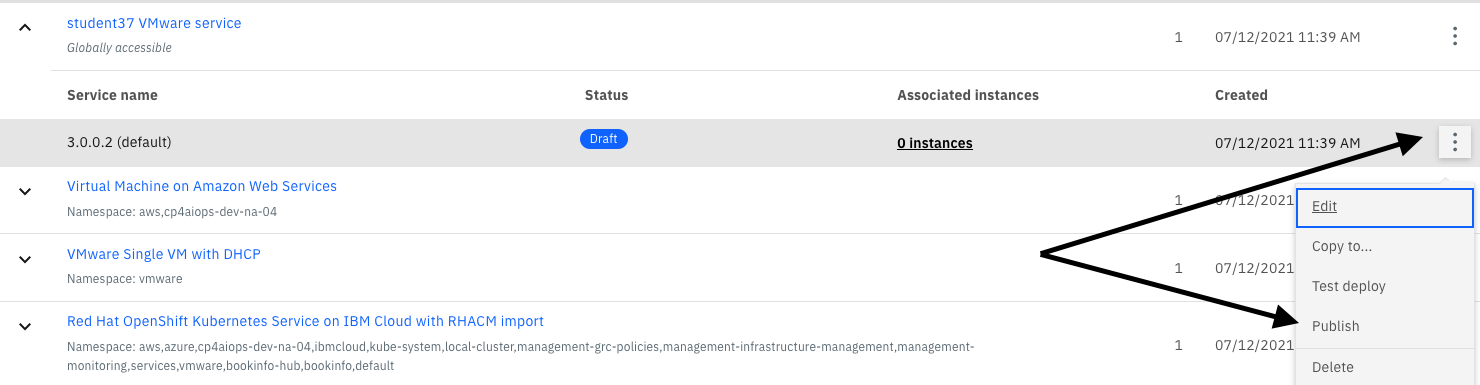 student37 VMware service
Globally accessible
1 07/12/2021 11:39 AM
Service name Status Associated instances Created
3.0.0.2 (default) Draft 0 instances 07/12/2021 11:39 AM
Virtual Machine on Amazon Web Services
Namespace: aws,cp4aiops-dev-na-04
1 07/12/2021
Edit
Copy to...
VMware Single VM with DHCP
Namespace: vmware
1 07/12/2021
Test deploy
Red Hat OpenShift Kubernetes Service on IBM Cloud with RHACM import
Publish
Namespace: aws,azure,cp4aiops-dev-na-04,ibmcloud,kube-system,local-cluster,management-grc-policies,management-infrastructure-management,management-
monitoring,services,vmware,bookinfo-hub,bookinfo,default
1 07/12/2021
Delete